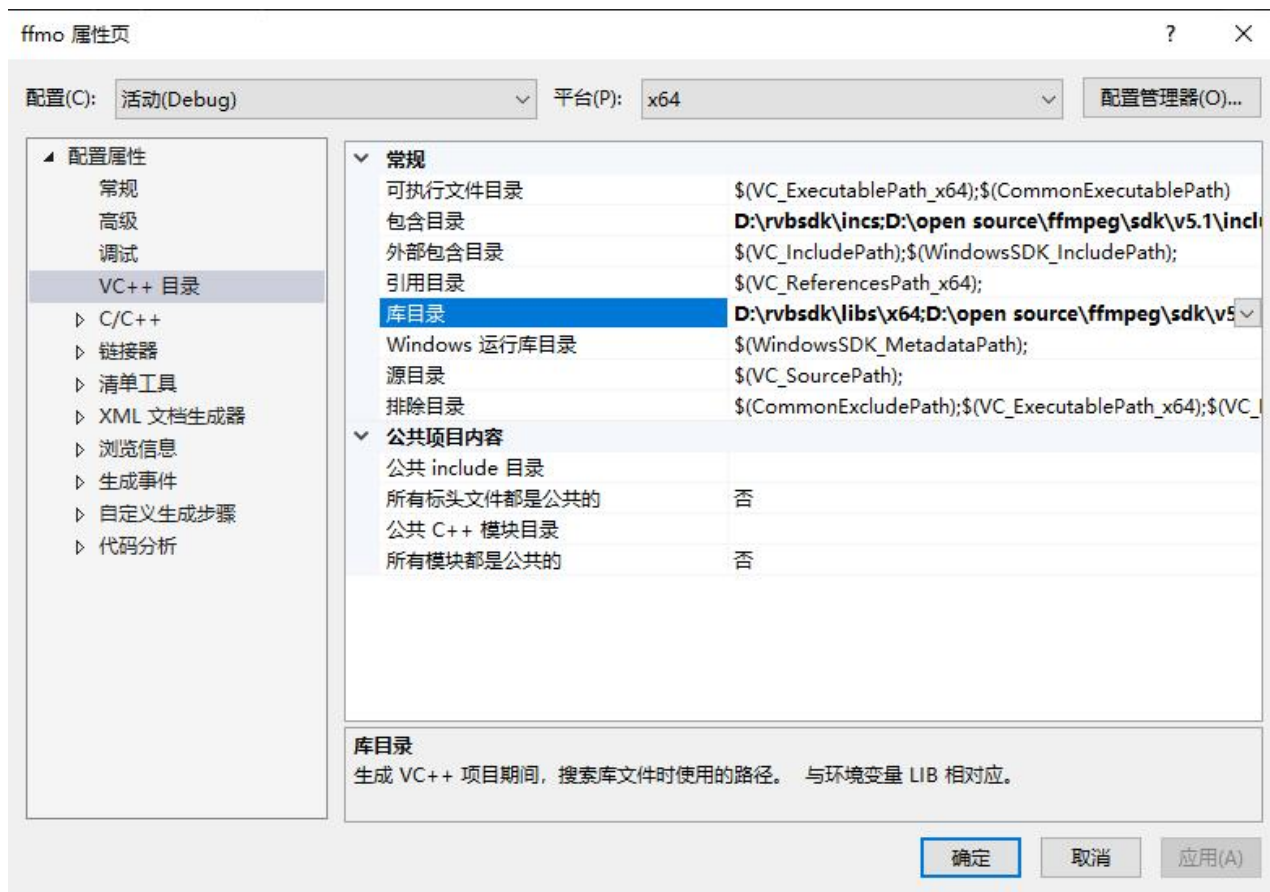 ffmo 属性页
配置(C): 活动(Debug) 平台(P): x64 配置管理器(O)...
配置属性
常规
高级
调试
VC++ 目录
C/C++
链接器
清单工具
XML 文档生成器
浏览信息
生成事件
自定义生成步骤
代码分析
常规
可执行文件目录 $(VC_ExecutablePath_x64);$(CommonExecutablePath)
包含目录 D:\rvbsdk\incs;D:\open source\ffmpeg\sdk\v5.1\incl
外部包含目录 $(VC_IncludePath);$(WindowsSDK_IncludePath);
引用目录 $(VC_ReferencesPath_x64);
库目录 D:\rvbsdk\libs\x64;D:\open source\ffmpeg\sdk\v5
Windows 运行库目录 $(WindowsSDK_MetadataPath);
源目录 $(VC_SourcePath);
排除目录 $(CommonExcludePath);$(VC_ExecutablePath_x64);$(VC_I
公共项目内容
公共 include 目录
所有标头文件都是公共的 否
公共 C++ 模块目录
所有模块都是公共的 否
库目录
生成 VC++ 项目期间，搜索库文件时使用的路径。 与环境变量 LIB 相对应。
确定 取消 应用(A)